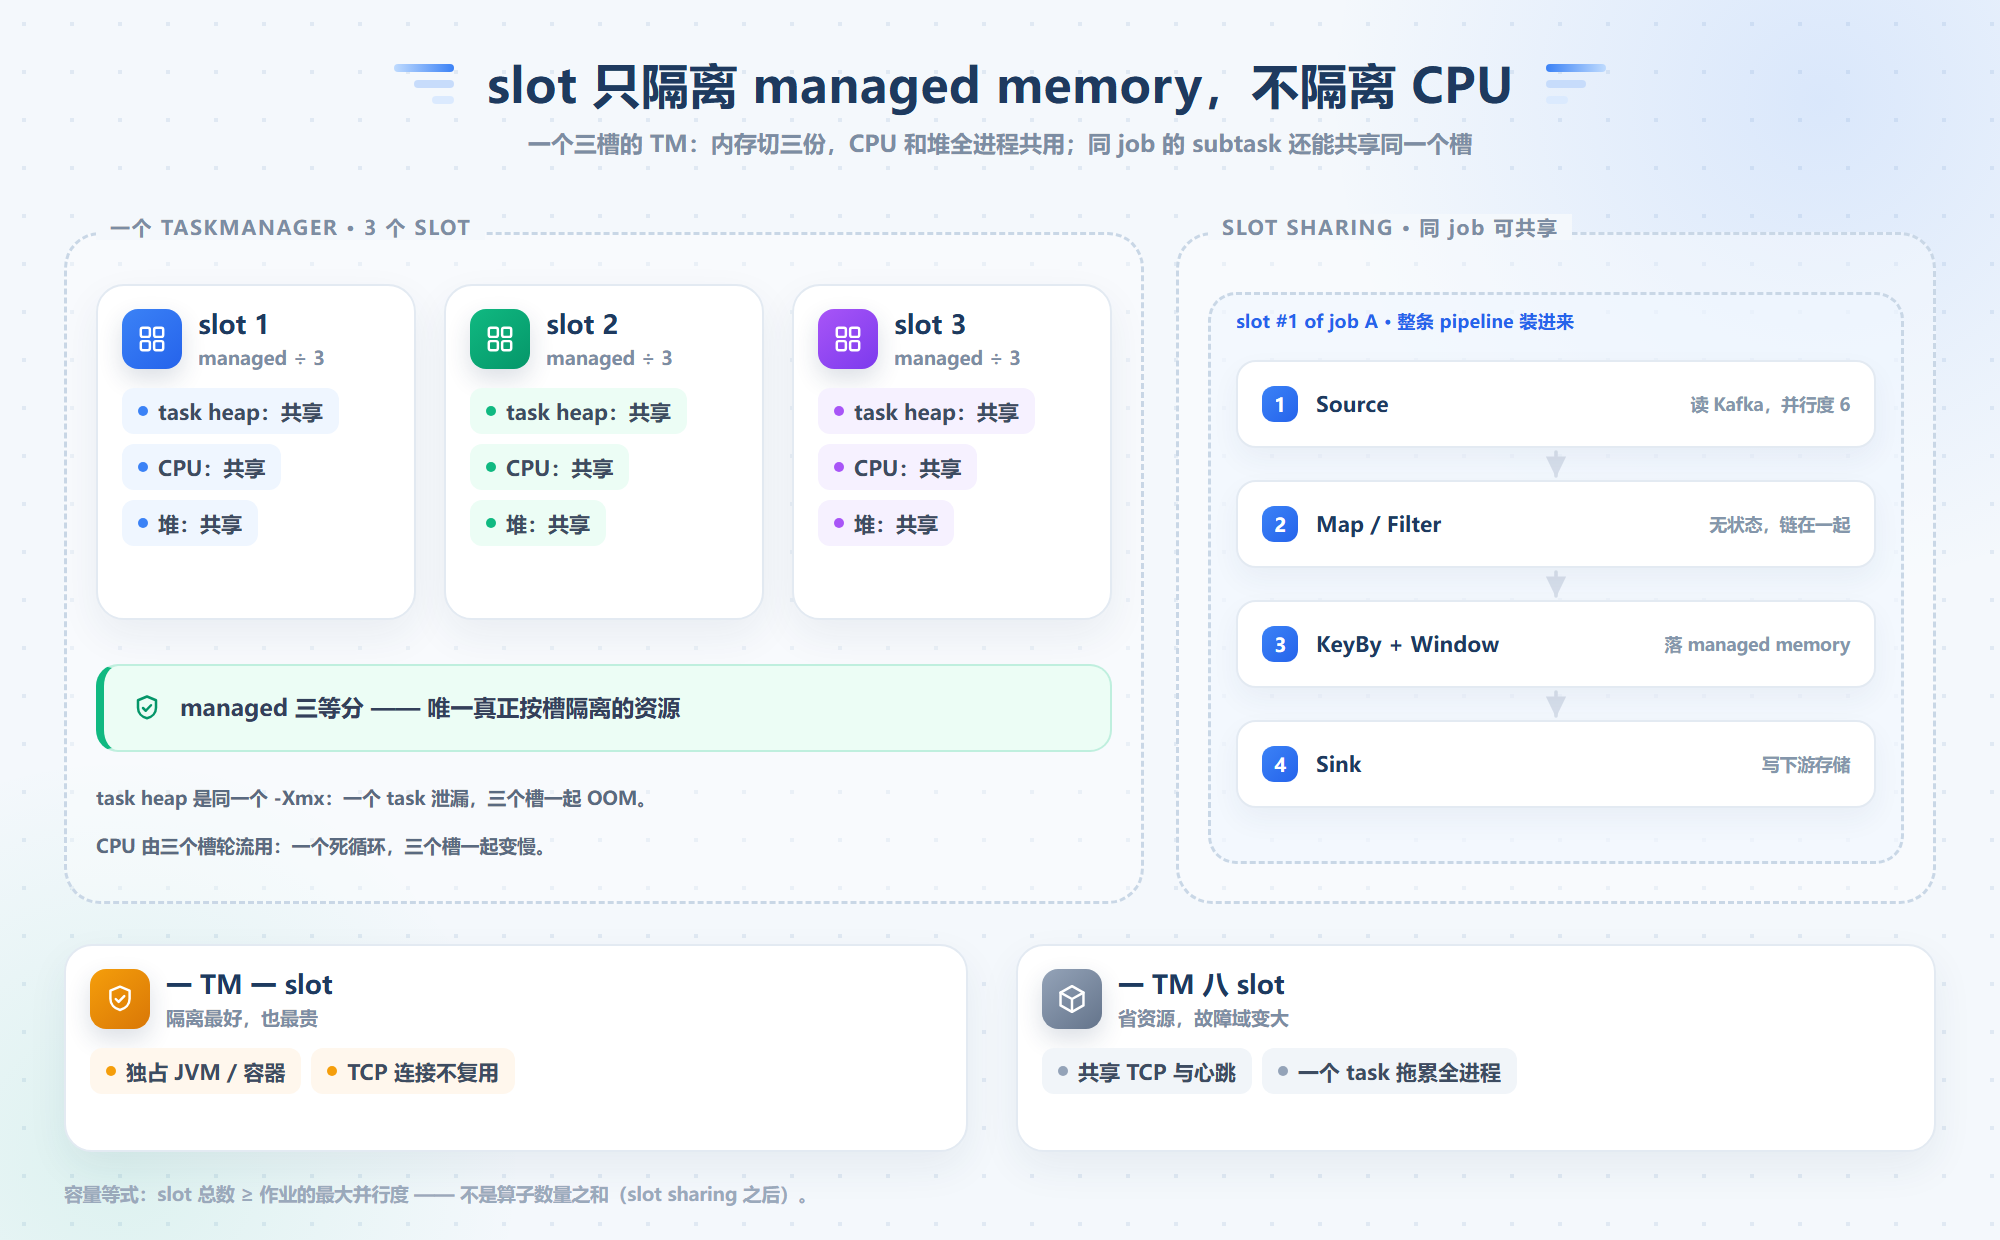 slot 只隔离 managed memory，不隔离 CPU
一个三槽的 TM：内存切三份，CPU 和堆全进程共用；同 job 的 subtask 还能共享同一个槽
一个 TASKMANAGER • 3 个 SLOT
slot 1
managed ÷ 3
task heap：共享
CPU：共享
堆：共享
slot 2
managed ÷ 3
task heap：共享
CPU：共享
堆：共享
slot 3
managed ÷ 3
task heap：共享
CPU：共享
堆：共享
managed 三等分 —— 唯一真正按槽隔离的资源
task heap 是同一个 -Xmx：一个 task 泄漏，三个槽一起 OOM。
CPU 由三个槽轮流用：一个死循环，三个槽一起变慢。
SLOT SHARING • 同 job 可共享
slot #1 of job A • 整条 pipeline 装进来
1 Source 读 Kafka，并行度 6
2 Map / Filter 无状态，链在一起
3 KeyBy + Window 落 managed memory
4 Sink 写下游存储
一 TM 一 slot
隔离最好，也最贵
独占 JVM / 容器 TCP 连接不复用
一 TM 八 slot
省资源，故障域变大
共享 TCP 与心跳 一个 task 拖累全进程
容量等式：slot 总数 ≥ 作业的最大并行度 —— 不是算子数量之和（slot sharing 之后）。